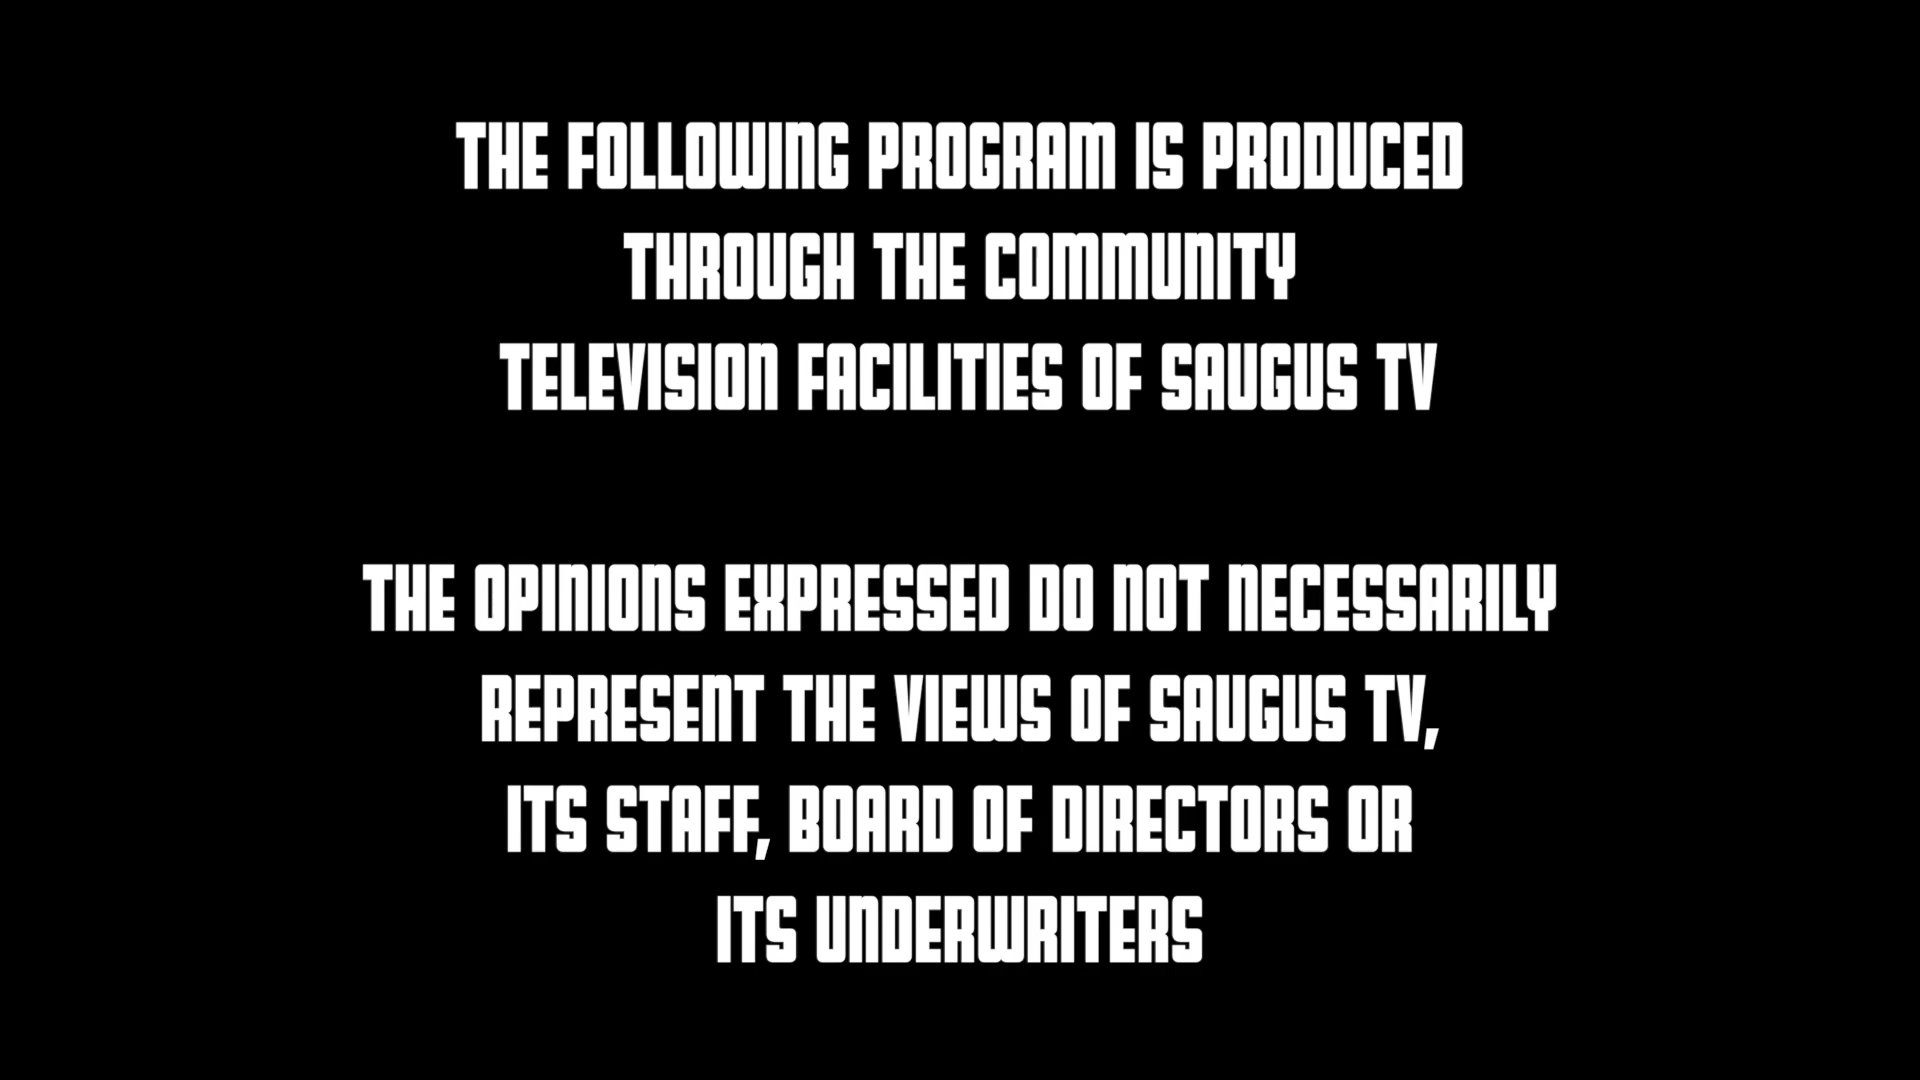 THE FOLLOWING PROGRAM IS PRODUCED
THROUGH THE COMMUNITY
TELEVISION FACILITIES OF SAUGUS TV
THE OPINIONS EXPRESSED DO NOT NECESSARILY
REPRESENT THE VIEWS OF SAUGUS TV,
ITS STAFF, BOARD OF DIRECTORS OR
ITS UNDERWRITERS